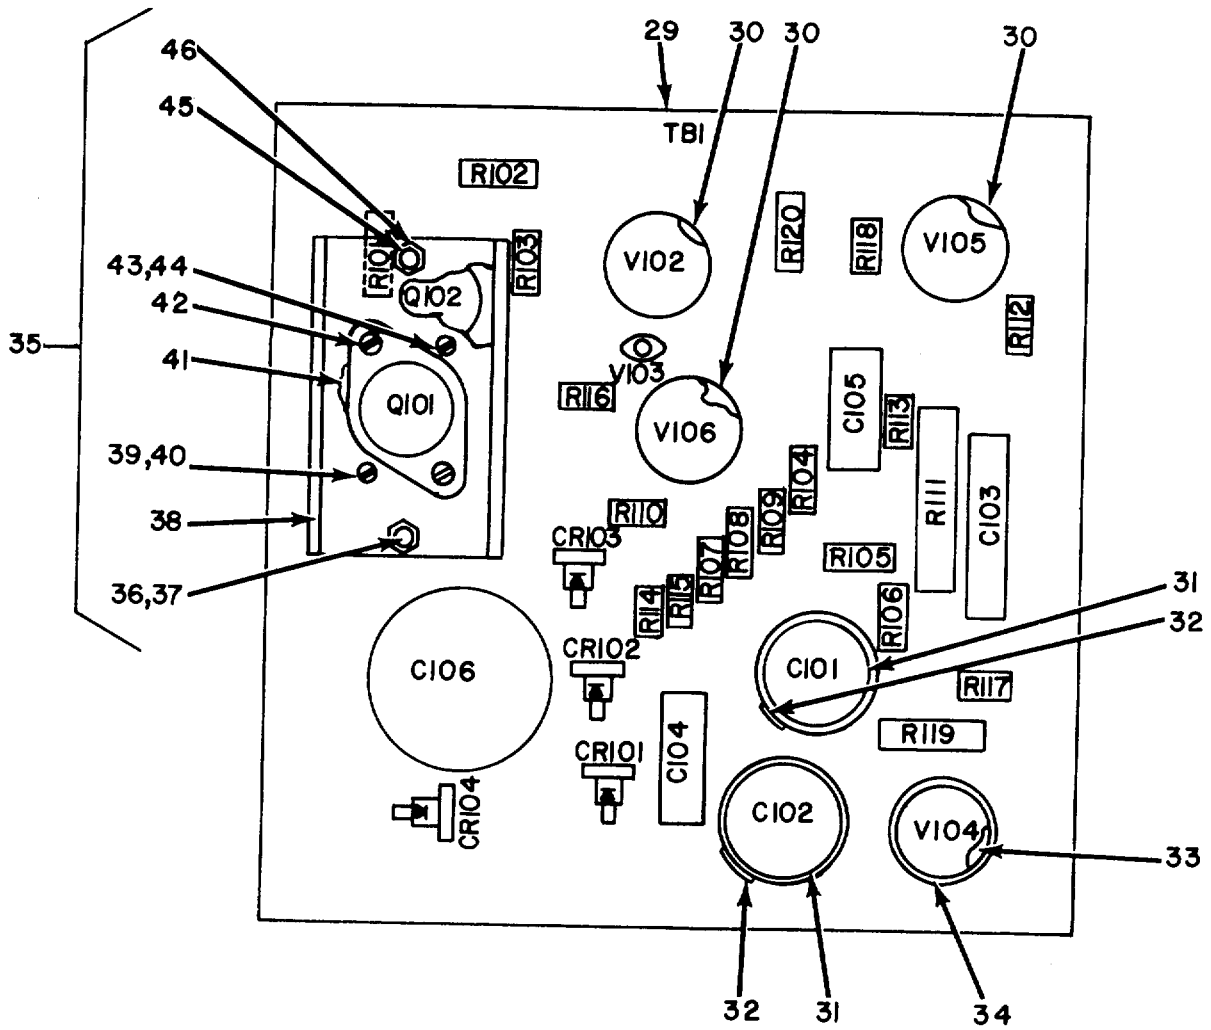 29
30
30
30
46
45
43,44
42
35
41
39,40
38
36,37
TB1
R102
R101
R103
Q102
Q101
V102
R120
R118
V105
R112
V103
R116
V106
C105
R113
R111
C103
R104
R109
R108
R107
R110
R115
R114
R105
R106
CR103
CR102
CR101
CR104
C106
C104
C101
C102
R117
R119
V104
31
32
33
32
31
34